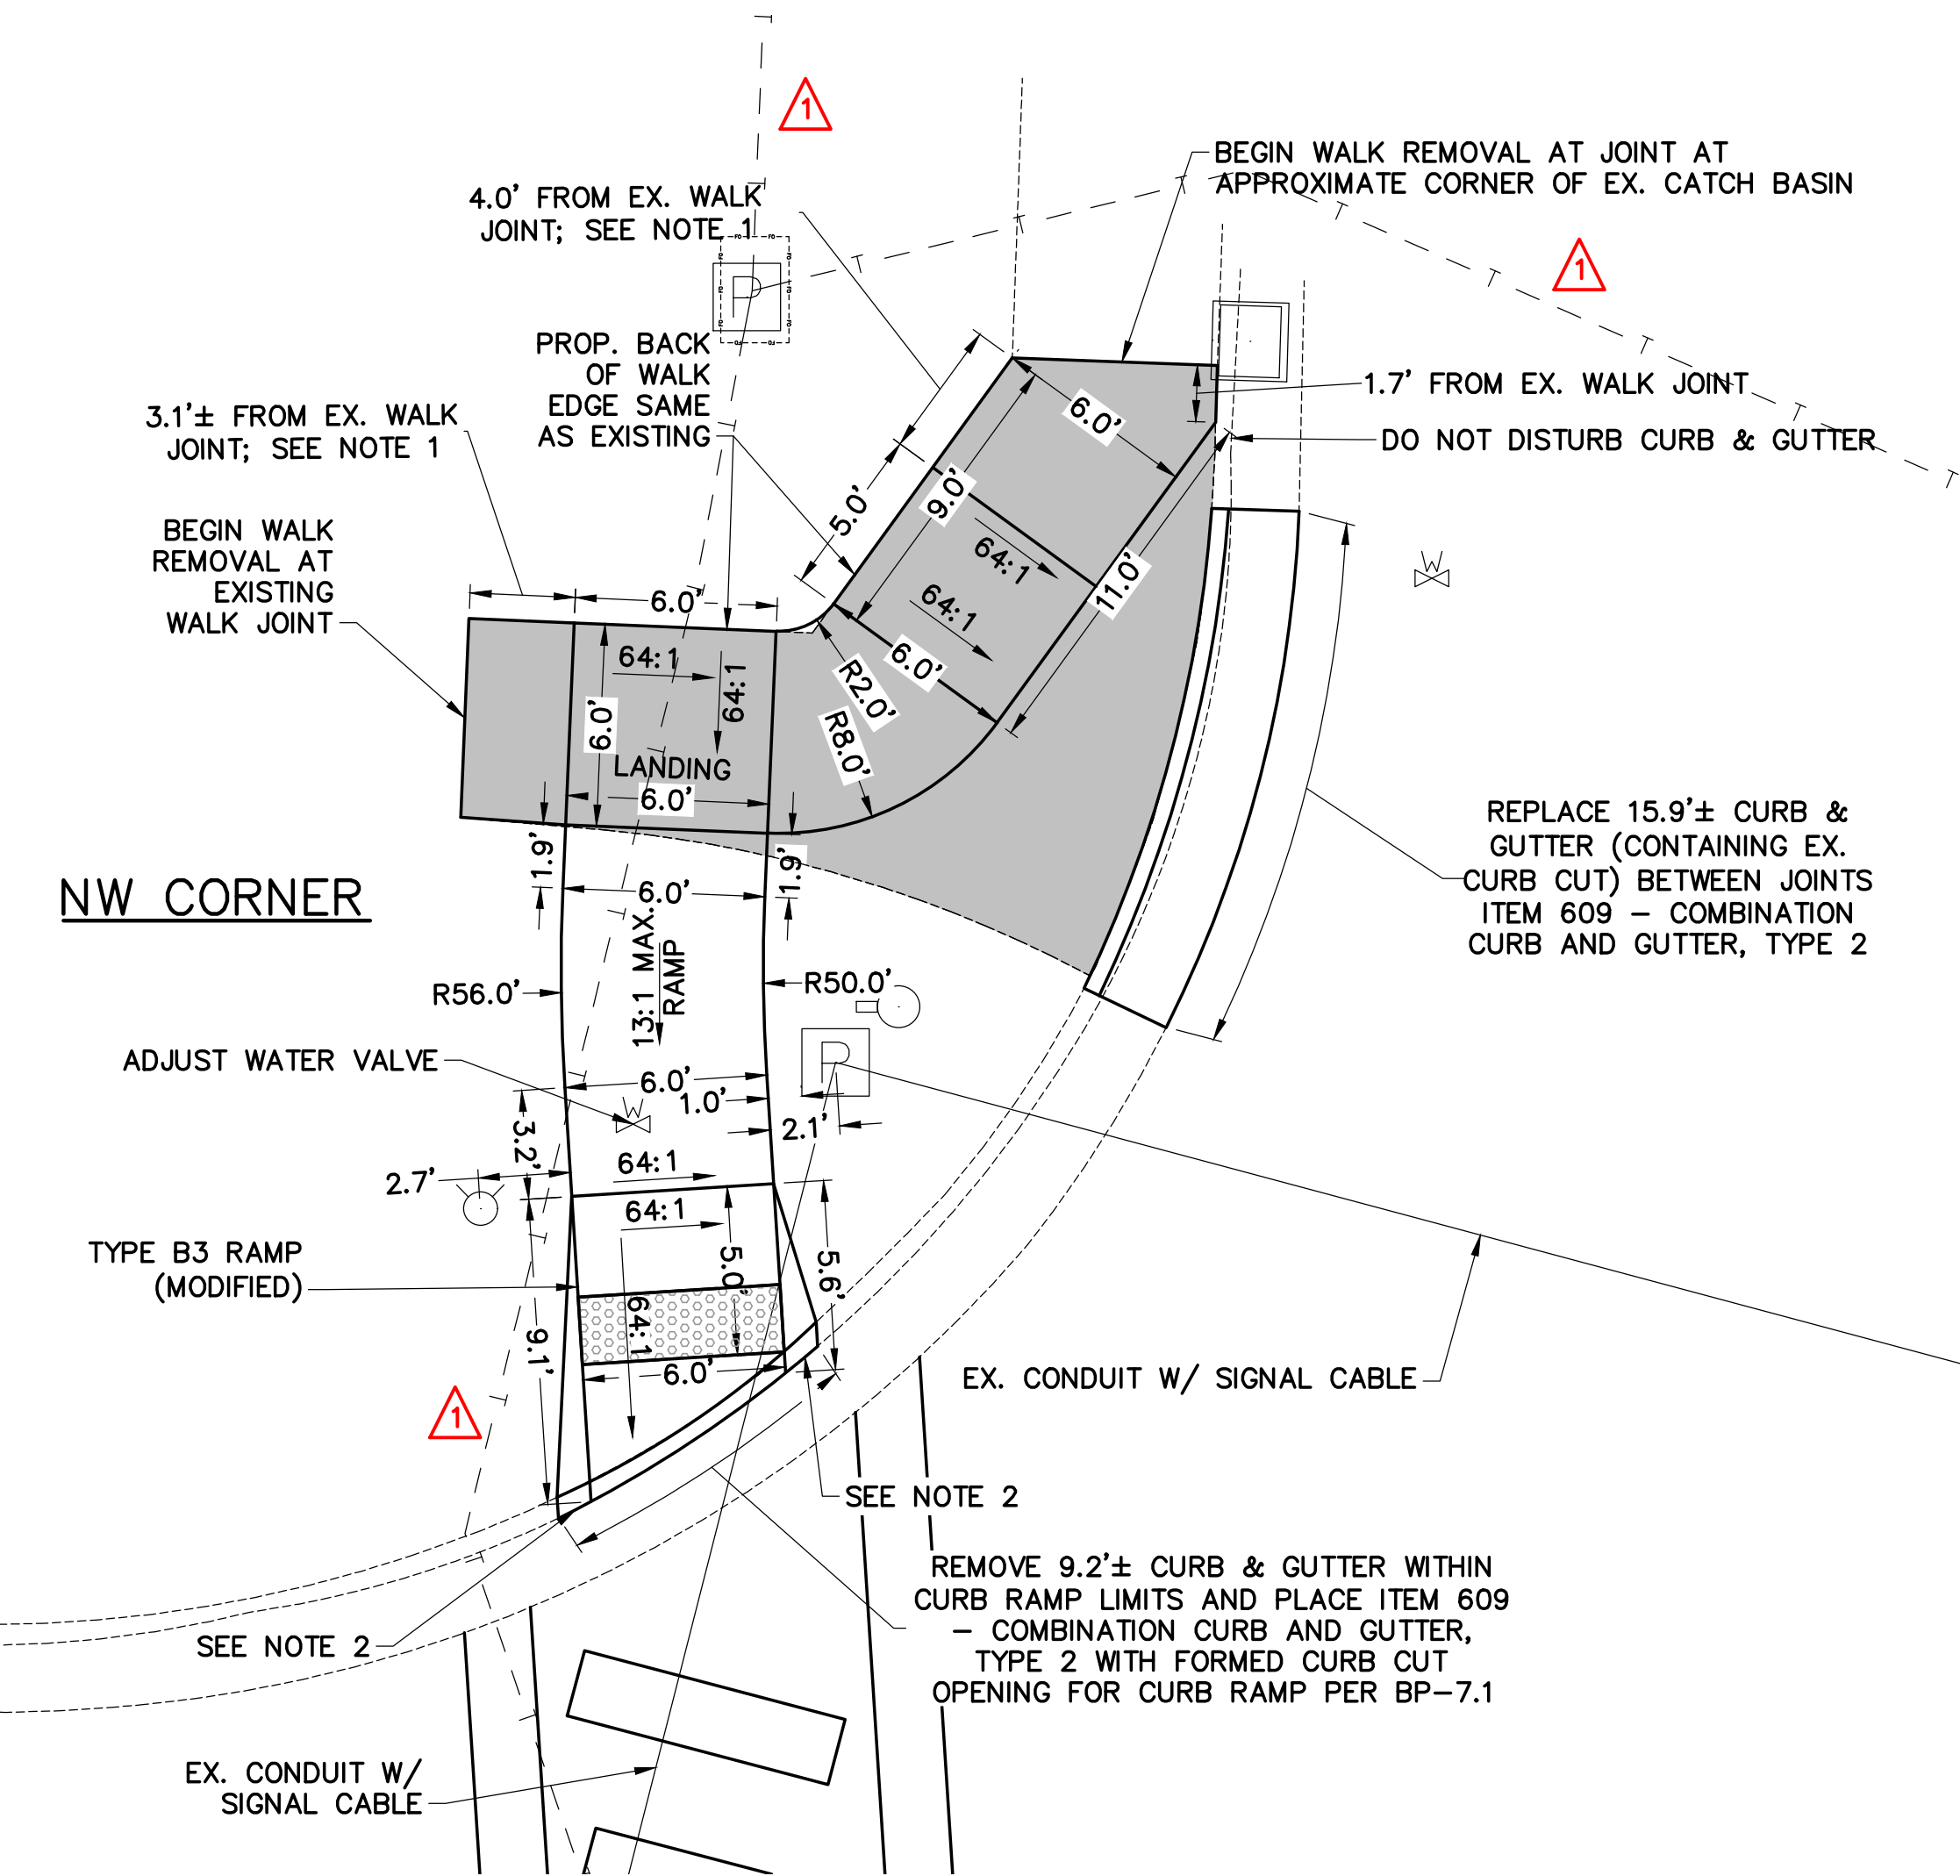 1
BEGIN WALK REMOVAL AT JOINT AT
APPROXIMATE CORNER OF EX. CATCH BASIN
4.0' FROM EX. WALK
JOINT; SEE NOTE 1
1
P
PROP. BACK
OF WALK
EDGE SAME
AS EXISTING
1.7' FROM EX. WALK JOINT
DO NOT DISTURB CURB & GUTTER
3.1'± FROM EX. WALK
JOINT; SEE NOTE 1
6.0'
9.0'
5.0'
64:1
11.0'
64:1
BEGIN WALK
REMOVAL AT
EXISTING
WALK JOINT
W
6.0'
64:1
64:1
6.0'
R2.0'
R8.0'
6.0'
LANDING
6.0'
REPLACE 15.9'± CURB &
GUTTER (CONTAINING EX.
CURB CUT) BETWEEN JOINTS
ITEM 609 – COMBINATION
CURB AND GUTTER, TYPE 2
1.9'
1.9'
NW CORNER
6.0'
13:1 MAX.
RAMP
R56.0'
R50.0'
P
ADJUST WATER VALVE
6.0'
1.0'
W
2.1'
3.2'
64:1
2.7'
64:1
TYPE B3 RAMP
(MODIFIED)
5.0'
5.6'
64:1
9.1'
6.0'
EX. CONDUIT W/ SIGNAL CABLE
1
SEE NOTE 2
REMOVE 9.2'± CURB & GUTTER WITHIN
CURB RAMP LIMITS AND PLACE ITEM 609
– COMBINATION CURB AND GUTTER,
TYPE 2 WITH FORMED CURB CUT
OPENING FOR CURB RAMP PER BP–7.1
SEE NOTE 2
EX. CONDUIT W/
SIGNAL CABLE